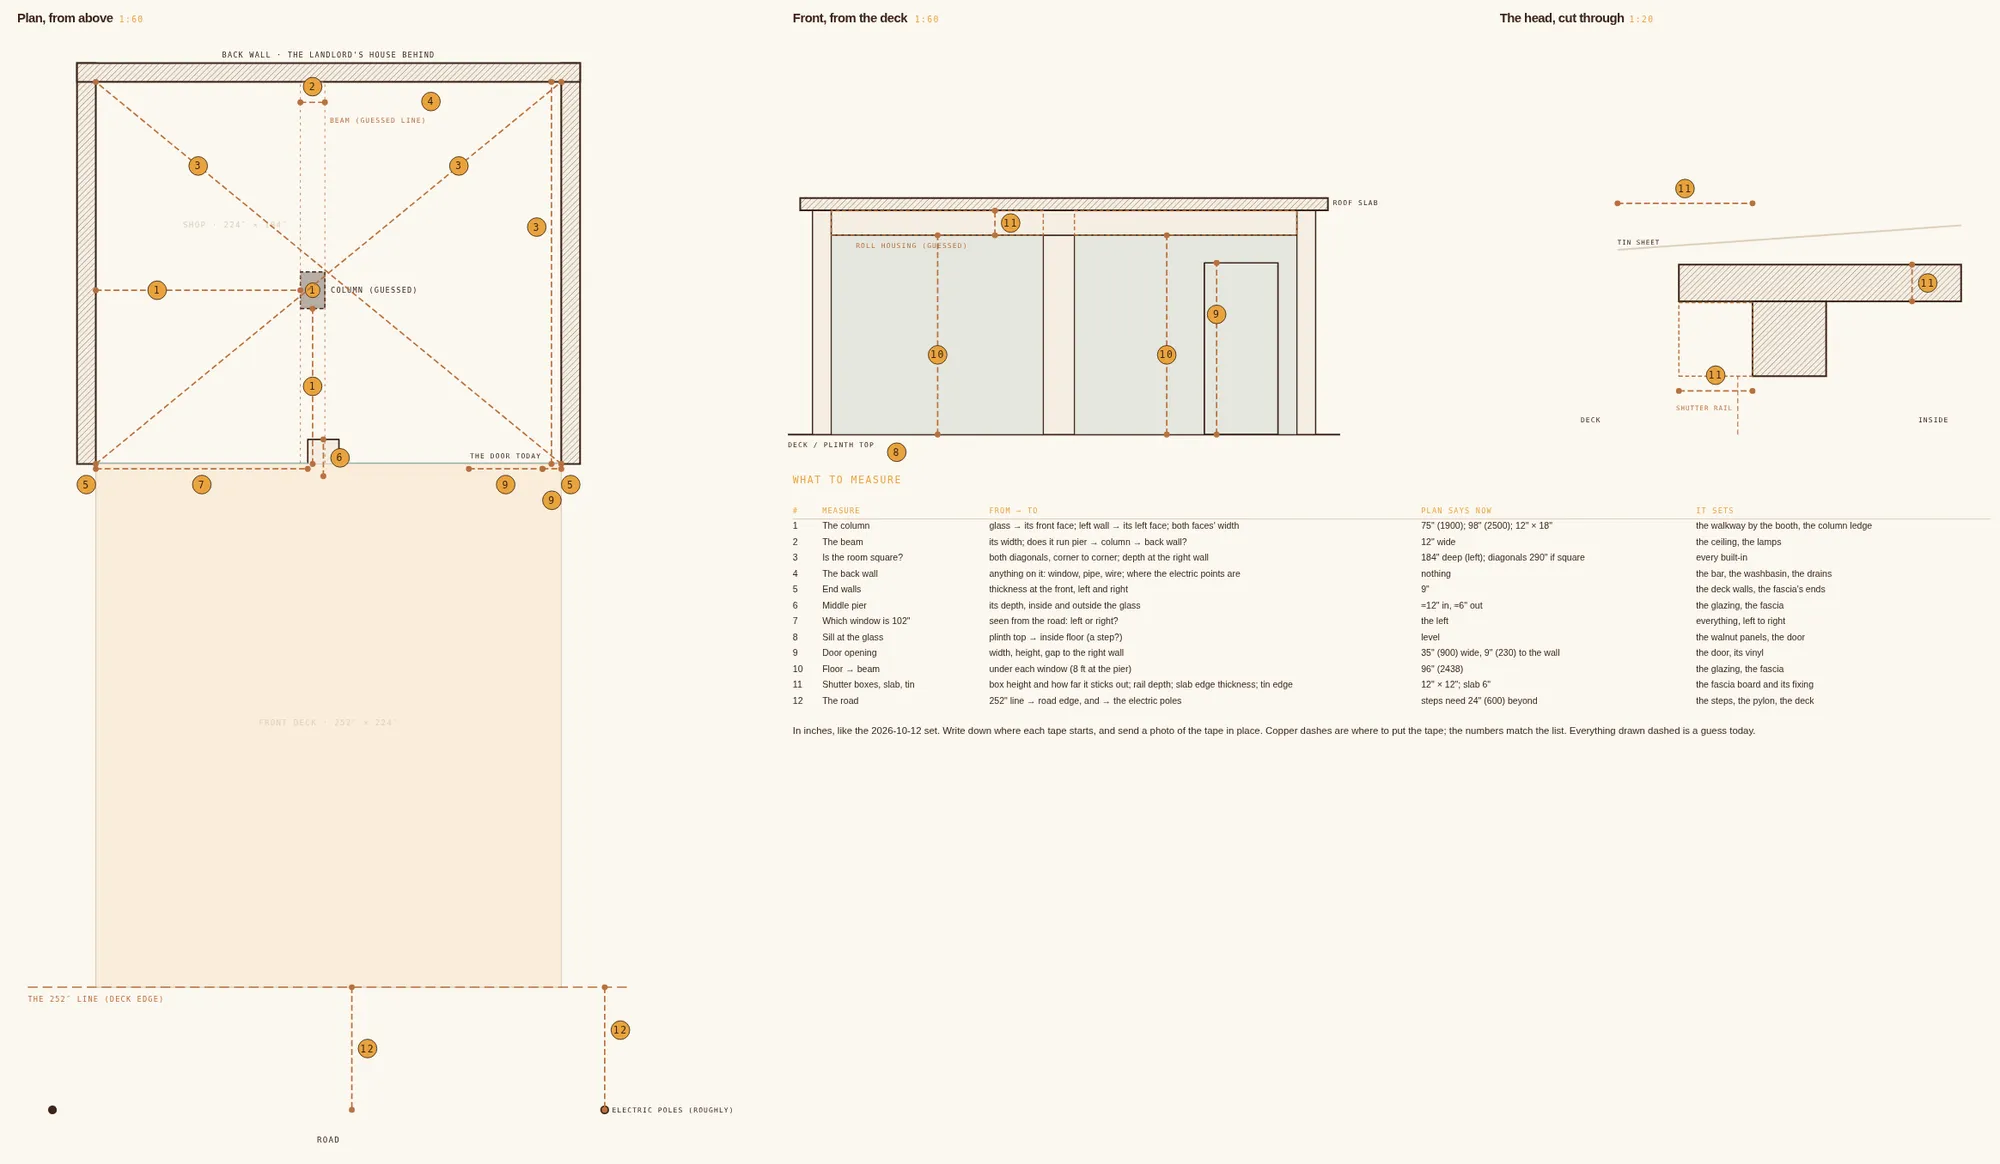 Plan, from above 1:60
BACK WALL · THE LANDLORD'S HOUSE BEHIND
2
4
BEAM (GUESSED LINE)
3
3
SHOP · 224″ × 184″
3
1
1
COLUMN (GUESSED)
1
6
THE DOOR TODAY
5
7
9
5
9
FRONT DECK · 252″ × 224″
THE 252″ LINE (DECK EDGE)
12
12
ELECTRIC POLES (ROUGHLY)
ROAD
Front, from the deck 1:60
ROOF SLAB
11
ROLL HOUSING (GUESSED)
9
10
10
DECK / PLINTH TOP
8
The head, cut through 1:20
11
TIN SHEET
11
11
SHUTTER RAIL
DECK
INSIDE
WHAT TO MEASURE
# MEASURE FROM → TO PLAN SAYS NOW IT SETS
1 The column glass → its front face; left wall → its left face; both faces' width 75" (1900); 98" (2500); 12" × 18" the walkway by the booth, the column ledge
2 The beam its width; does it run pier → column → back wall? 12" wide the ceiling, the lamps
3 Is the room square? both diagonals, corner to corner; depth at the right wall 184" deep (left); diagonals 290" if square every built-in
4 The back wall anything on it: window, pipe, wire; where the electric points are nothing the bar, the washbasin, the drains
5 End walls thickness at the front, left and right 9" the deck walls, the fascia's ends
6 Middle pier its depth, inside and outside the glass ≈12" in, ≈6" out the glazing, the fascia
7 Which window is 102" seen from the road: left or right? the left everything, left to right
8 Sill at the glass plinth top → inside floor (a step?) level the walnut panels, the door
9 Door opening width, height, gap to the right wall 35" (900) wide, 9" (230) to the wall the door, its vinyl
10 Floor → beam under each window (8 ft at the pier) 96" (2438) the glazing, the fascia
11 Shutter boxes, slab, tin box height and how far it sticks out; rail depth; slab edge thickness; tin edge 12" × 12"; slab 6" the fascia board and its fixing
12 The road 252" line → road edge, and → the electric poles steps need 24" (600) beyond the steps, the pylon, the deck
In inches, like the 2026-10-12 set. Write down where each tape starts, and send a photo of the tape in place. Copper dashes are where to put the tape; the numbers match the list. Everything drawn dashed is a guess today.